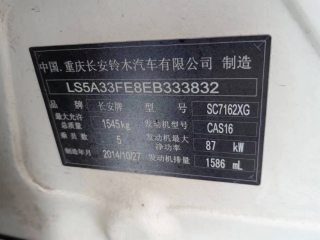 中国.重庆长安铃木汽车有限公司 制造
LS5A33FE8EB333832
品 牌 长安牌 型 号 SC7162XG
最大允许总质量 1545kg 发动机型号 CAS16
乘员数 5 发动机最大净功率 87 kW
制造年月 2014/10/27 发动机排量 1586 mL